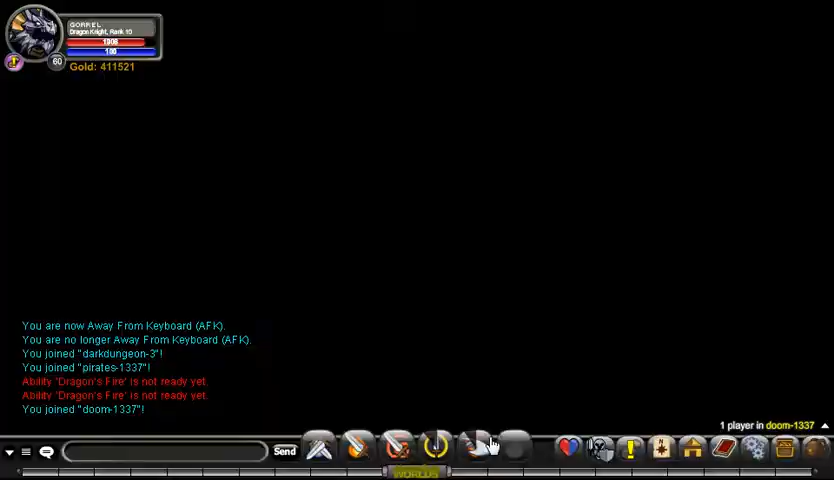 GORREL
Dragon Knight, Rank 10
100
60
Gold: 411521
You are now Away From Keyboard (AFK).
You are no longer Away From Keyboard (AFK).
You joined "darkdungeon-3"!
You joined "pirates-1337"!
Ability 'Dragon's Fire' is not ready yet.
Ability 'Dragon's Fire' is not ready yet.
You joined "doom-1337"!
1 player in doom-1337
Send
WORLDS